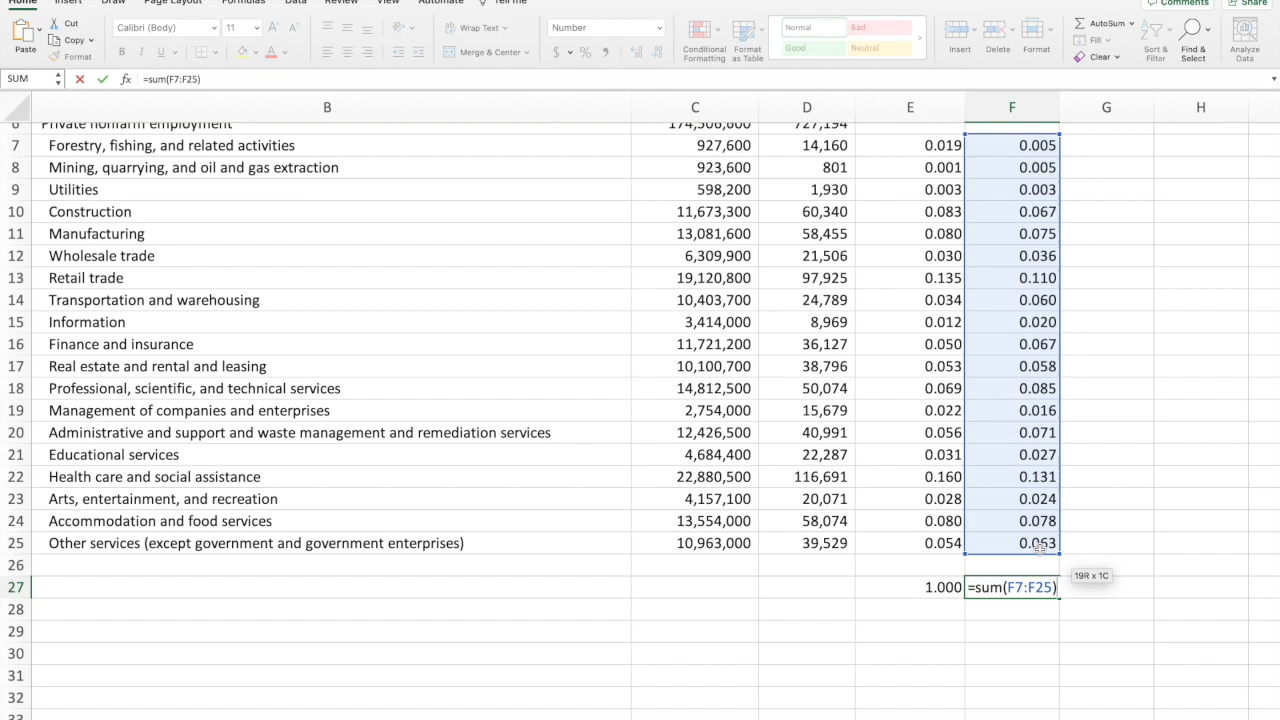 Home Insert Draw Page Layout Formulas Data Review View Automate Tell me Comments Share
Paste Cut Copy Format Calibri (Body) 11 A A B I U A Wrap Text Merge & Center Number $ % Conditional Formatting Format as Table Normal Bad Good Neutral Insert Delete Format AutoSum Fill Clear Sort & Filter Find & Select Analyze Data
SUM fx =sum(F7:F25)
B C D E F G H
6 Private nonfarm employment 174,506,600 727,194
7 Forestry, fishing, and related activities 927,600 14,160 0.019 0.005
8 Mining, quarrying, and oil and gas extraction 923,600 801 0.001 0.005
9 Utilities 598,200 1,930 0.003 0.003
10 Construction 11,673,300 60,340 0.083 0.067
11 Manufacturing 13,081,600 58,455 0.080 0.075
12 Wholesale trade 6,309,900 21,506 0.030 0.036
13 Retail trade 19,120,800 97,925 0.135 0.110
14 Transportation and warehousing 10,403,700 24,789 0.034 0.060
15 Information 3,414,000 8,969 0.012 0.020
16 Finance and insurance 11,721,200 36,127 0.050 0.067
17 Real estate and rental and leasing 10,100,700 38,796 0.053 0.058
18 Professional, scientific, and technical services 14,812,500 50,074 0.069 0.085
19 Management of companies and enterprises 2,754,000 15,679 0.022 0.016
20 Administrative and support and waste management and remediation services 12,426,500 40,991 0.056 0.071
21 Educational services 4,684,400 22,287 0.031 0.027
22 Health care and social assistance 22,880,500 116,691 0.160 0.131
23 Arts, entertainment, and recreation 4,157,100 20,071 0.028 0.024
24 Accommodation and food services 13,554,000 58,074 0.080 0.078
25 Other services (except government and government enterprises) 10,963,000 39,529 0.054 0.063
26
19R x 1C
27 1.000 =sum(F7:F25)
28
29
30
31
32
33